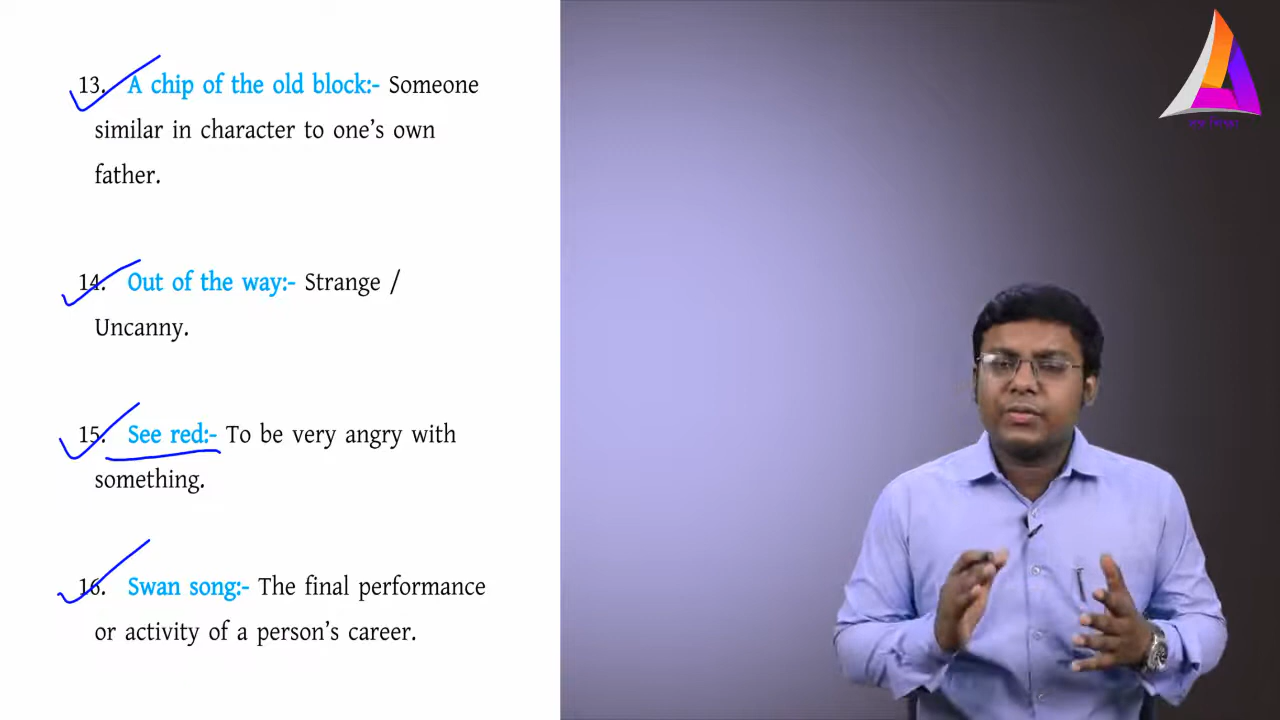 13. A chip of the old block:- Someone
similar in character to one's own
father.
14. Out of the way:- Strange /
Uncanny.
15. See red:- To be very angry with
something.
16. Swan song:- The final performance
or activity of a person's career.